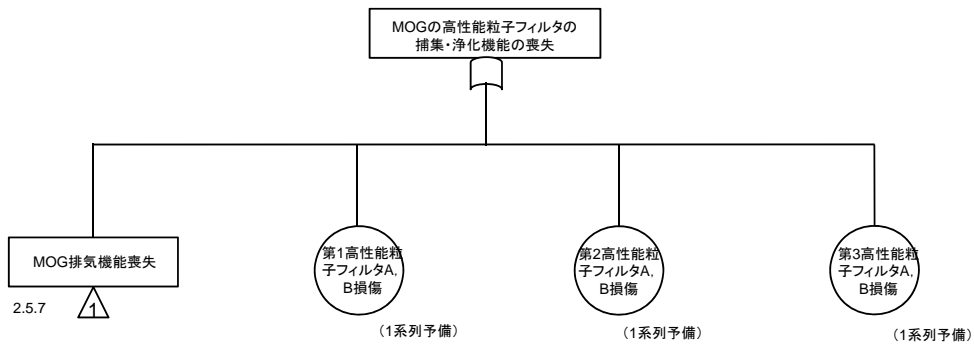 MOGの高性能粒子フィルタの
捕集・浄化機能の喪失
MOG排気機能喪失
2.5.7
1
第1高性能粒
子フィルタA,
B損傷
（1系列予備）
第2高性能粒
子フィルタA,
B損傷
（1系列予備）
第3高性能粒
子フィルタA,
B損傷
（1系列予備）